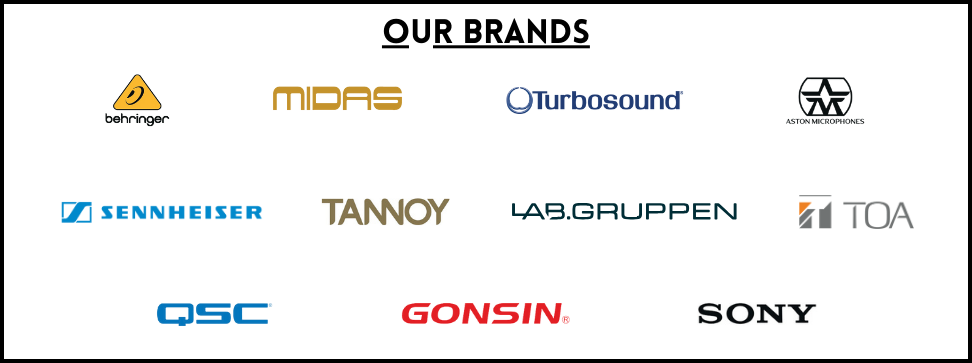 OUR BRANDS
behringer
MIDAS
Turbosound®
ASTON MICROPHONES
SENNHEISER
TANNOY
LAB.GRUPPEN
TOA
QSC®
GONSIN®
SONY